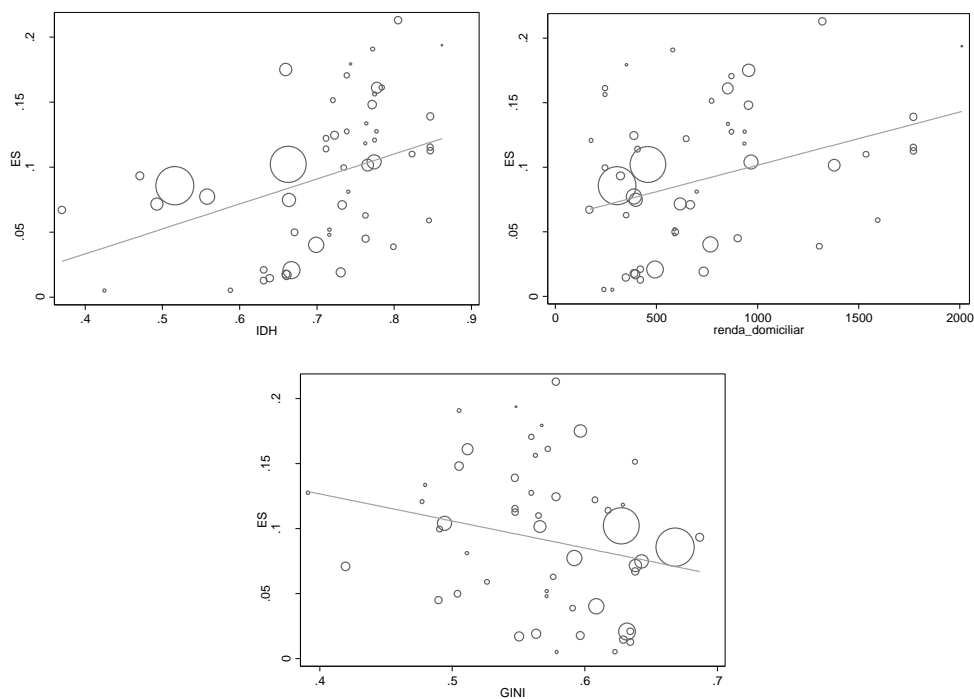 .2
.15
ES
.1
.05
0
.4 .5 .6 .7 .8 .9
IDH
.2
.15
ES
.1
.05
0
0 500 1000 1500 2000
renda_domiciliar
.2
.15
ES
.1
.05
0
.4 .5 .6 .7
GINI